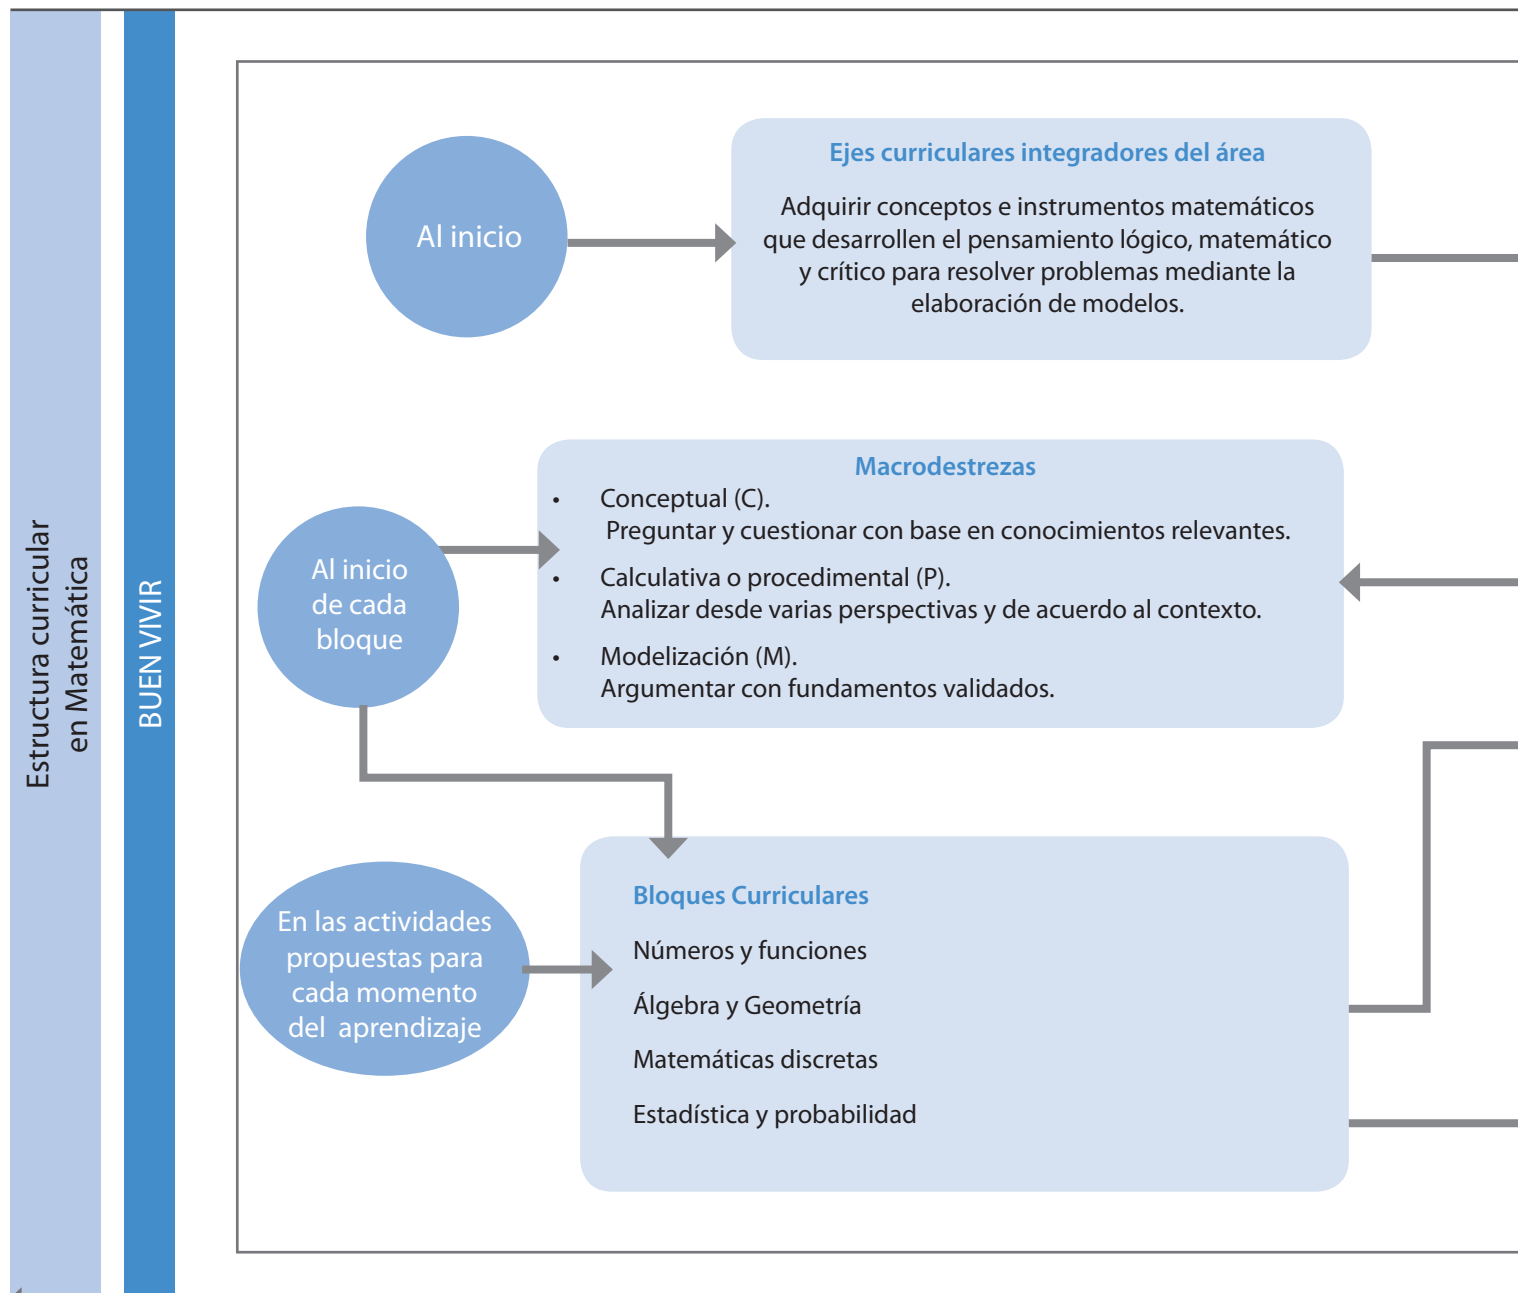 Estructura curricular
en Matemática
BUEN VIVIR
Al inicio
Ejes curriculares integradores del área
Adquirir conceptos e instrumentos matemáticos
que desarrollen el pensamiento lógico, matemático
y crítico para resolver problemas mediante la
elaboración de modelos.
Al inicio
de cada
bloque
Macrodestrezas
• Conceptual (C).
Preguntar y cuestionar con base en conocimientos relevantes.
• Calculativa o procedimental (P).
Analizar desde varias perspectivas y de acuerdo al contexto.
• Modelización (M).
Argumentar con fundamentos validados.
En las actividades
propuestas para
cada momento
del aprendizaje
Bloques Curriculares
Números y funciones
Álgebra y Geometría
Matemáticas discretas
Estadística y probabilidad